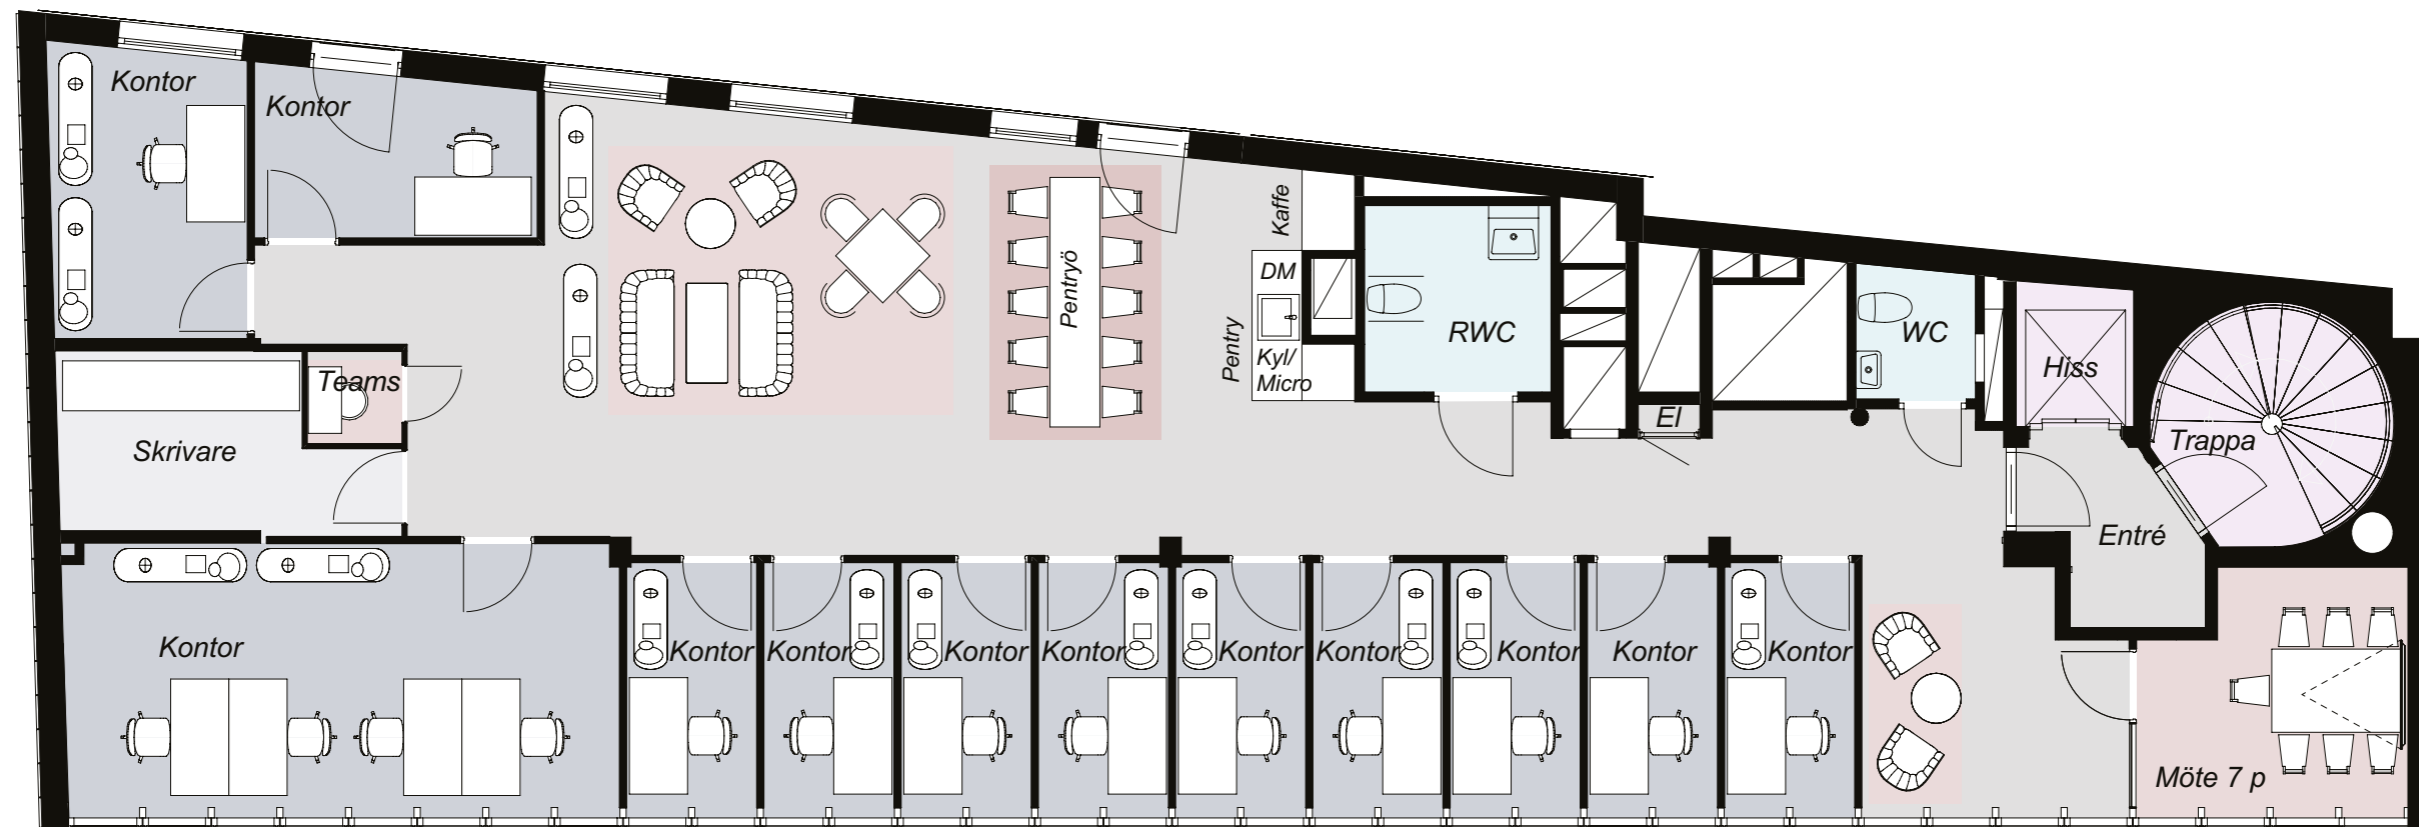 Kontor
Kontor
Kaffe
Pentryö
DM
Pentry
Kyl/
Micro
RWC
WC
Hiss
El
Trappa
Teams
Skrivare
Entré
Kontor
Kontor
Kontor
Kontor
Kontor
Kontor
Kontor
Kontor
Kontor
Kontor
Möte 7 p